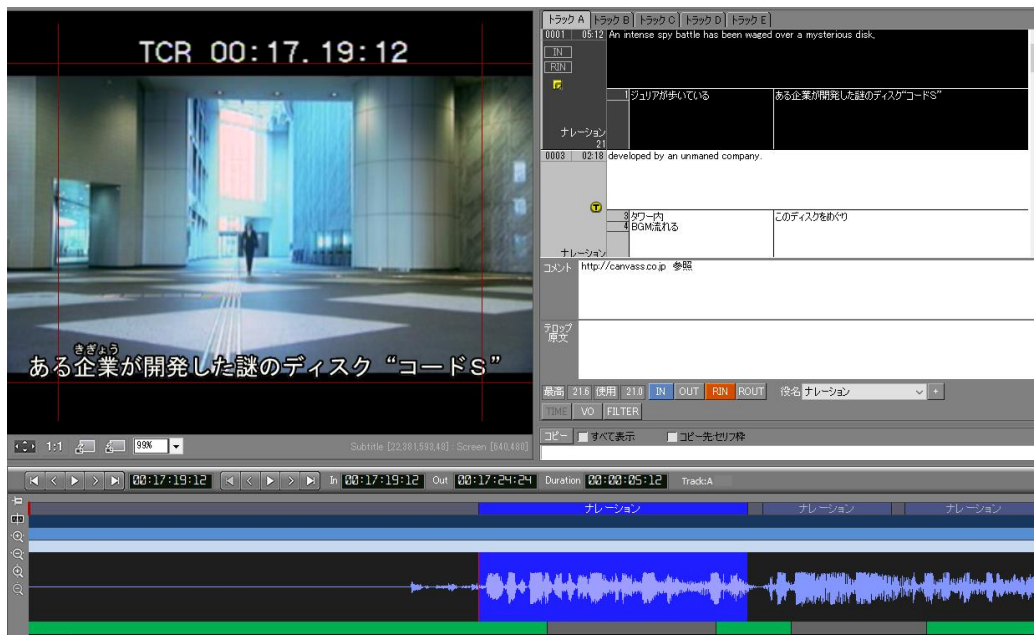 TCR 00:17.19:12
きぎょう
ある企業が開発した謎のディスク “コードS”
1:1
99%
Subtitle [22,381,593,48] : Screen [640,480]
トラック A トラック B トラック C トラック D トラック E
0001 05:12 An intense spy battle has been waged over a mysterious disk,
IN
RIN
1 ジュリアが歩いている ある企業が開発した謎のディスク“コードS”
ナレーション
21
0003 02:18 developed by an unmaned company.
T
3 タワー内 このディスクをめぐり
4 BGM流れる
ナレーション
コメント http://canvass.co.jp 参照
テロップ
原文
最高 21.6 使用 21.0 IN OUT RIN ROUT 役名 ナレーション +
TIME VO FILTER
コピー すべて表示 コピー先:セリフ枠
00:17:19:12 In 00:17:19:12 Out 00:17:24:24 Duration 00:00:05:12 Track:A
ナレーション ナレーション ナレーション